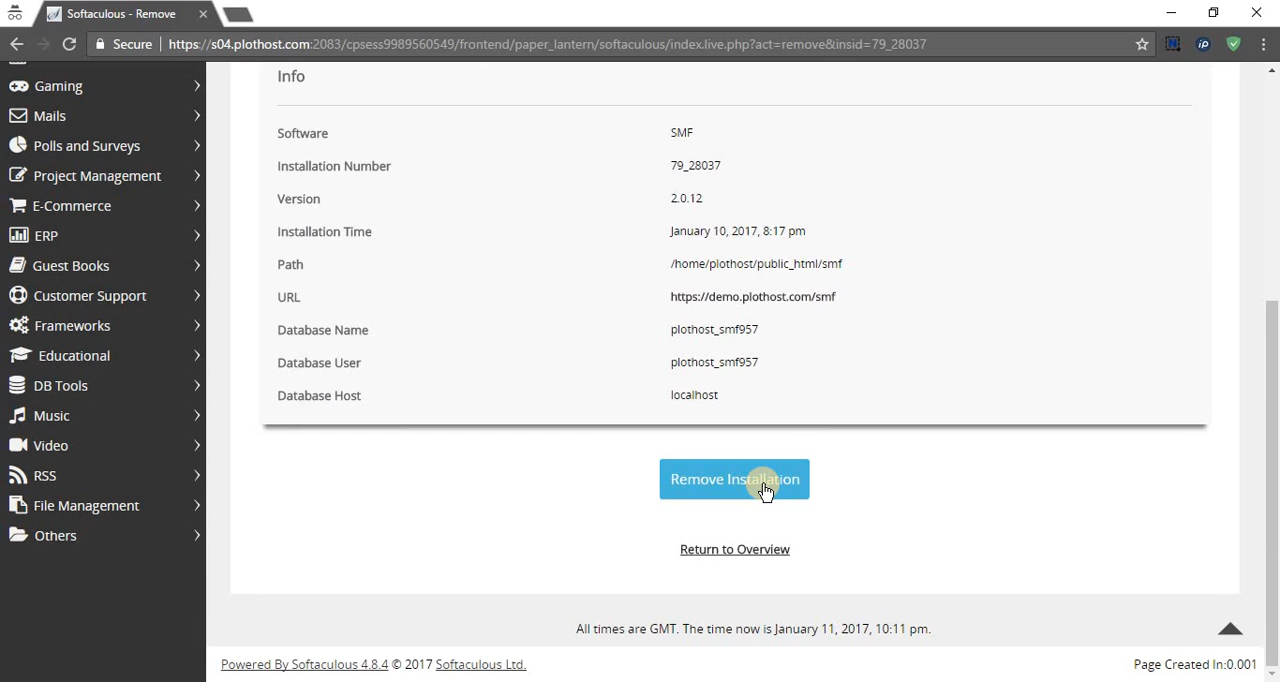 Softaculous - Remove
Secure
https://s04.plothost.com:2083/cpsess9989560549/frontend/paper_lantern/softaculous/index.live.php?act=remove&insid=79_28037
iP
Gaming
Mails
Polls and Surveys
Project Management
E-Commerce
ERP
Guest Books
Customer Support
Frameworks
Educational
DB Tools
Music
Video
RSS
File Management
Others
Info
Software SMF
Installation Number 79_28037
Version 2.0.12
Installation Time January 10, 2017, 8:17 pm
Path /home/plothost/public_html/smf
URL https://demo.plothost.com/smf
Database Name plothost_smf957
Database User plothost_smf957
Database Host localhost
Remove Installation
Return to Overview
All times are GMT. The time now is January 11, 2017, 10:11 pm.
Powered By Softaculous 4.8.4 © 2017 Softaculous Ltd.
Page Created In:0.001